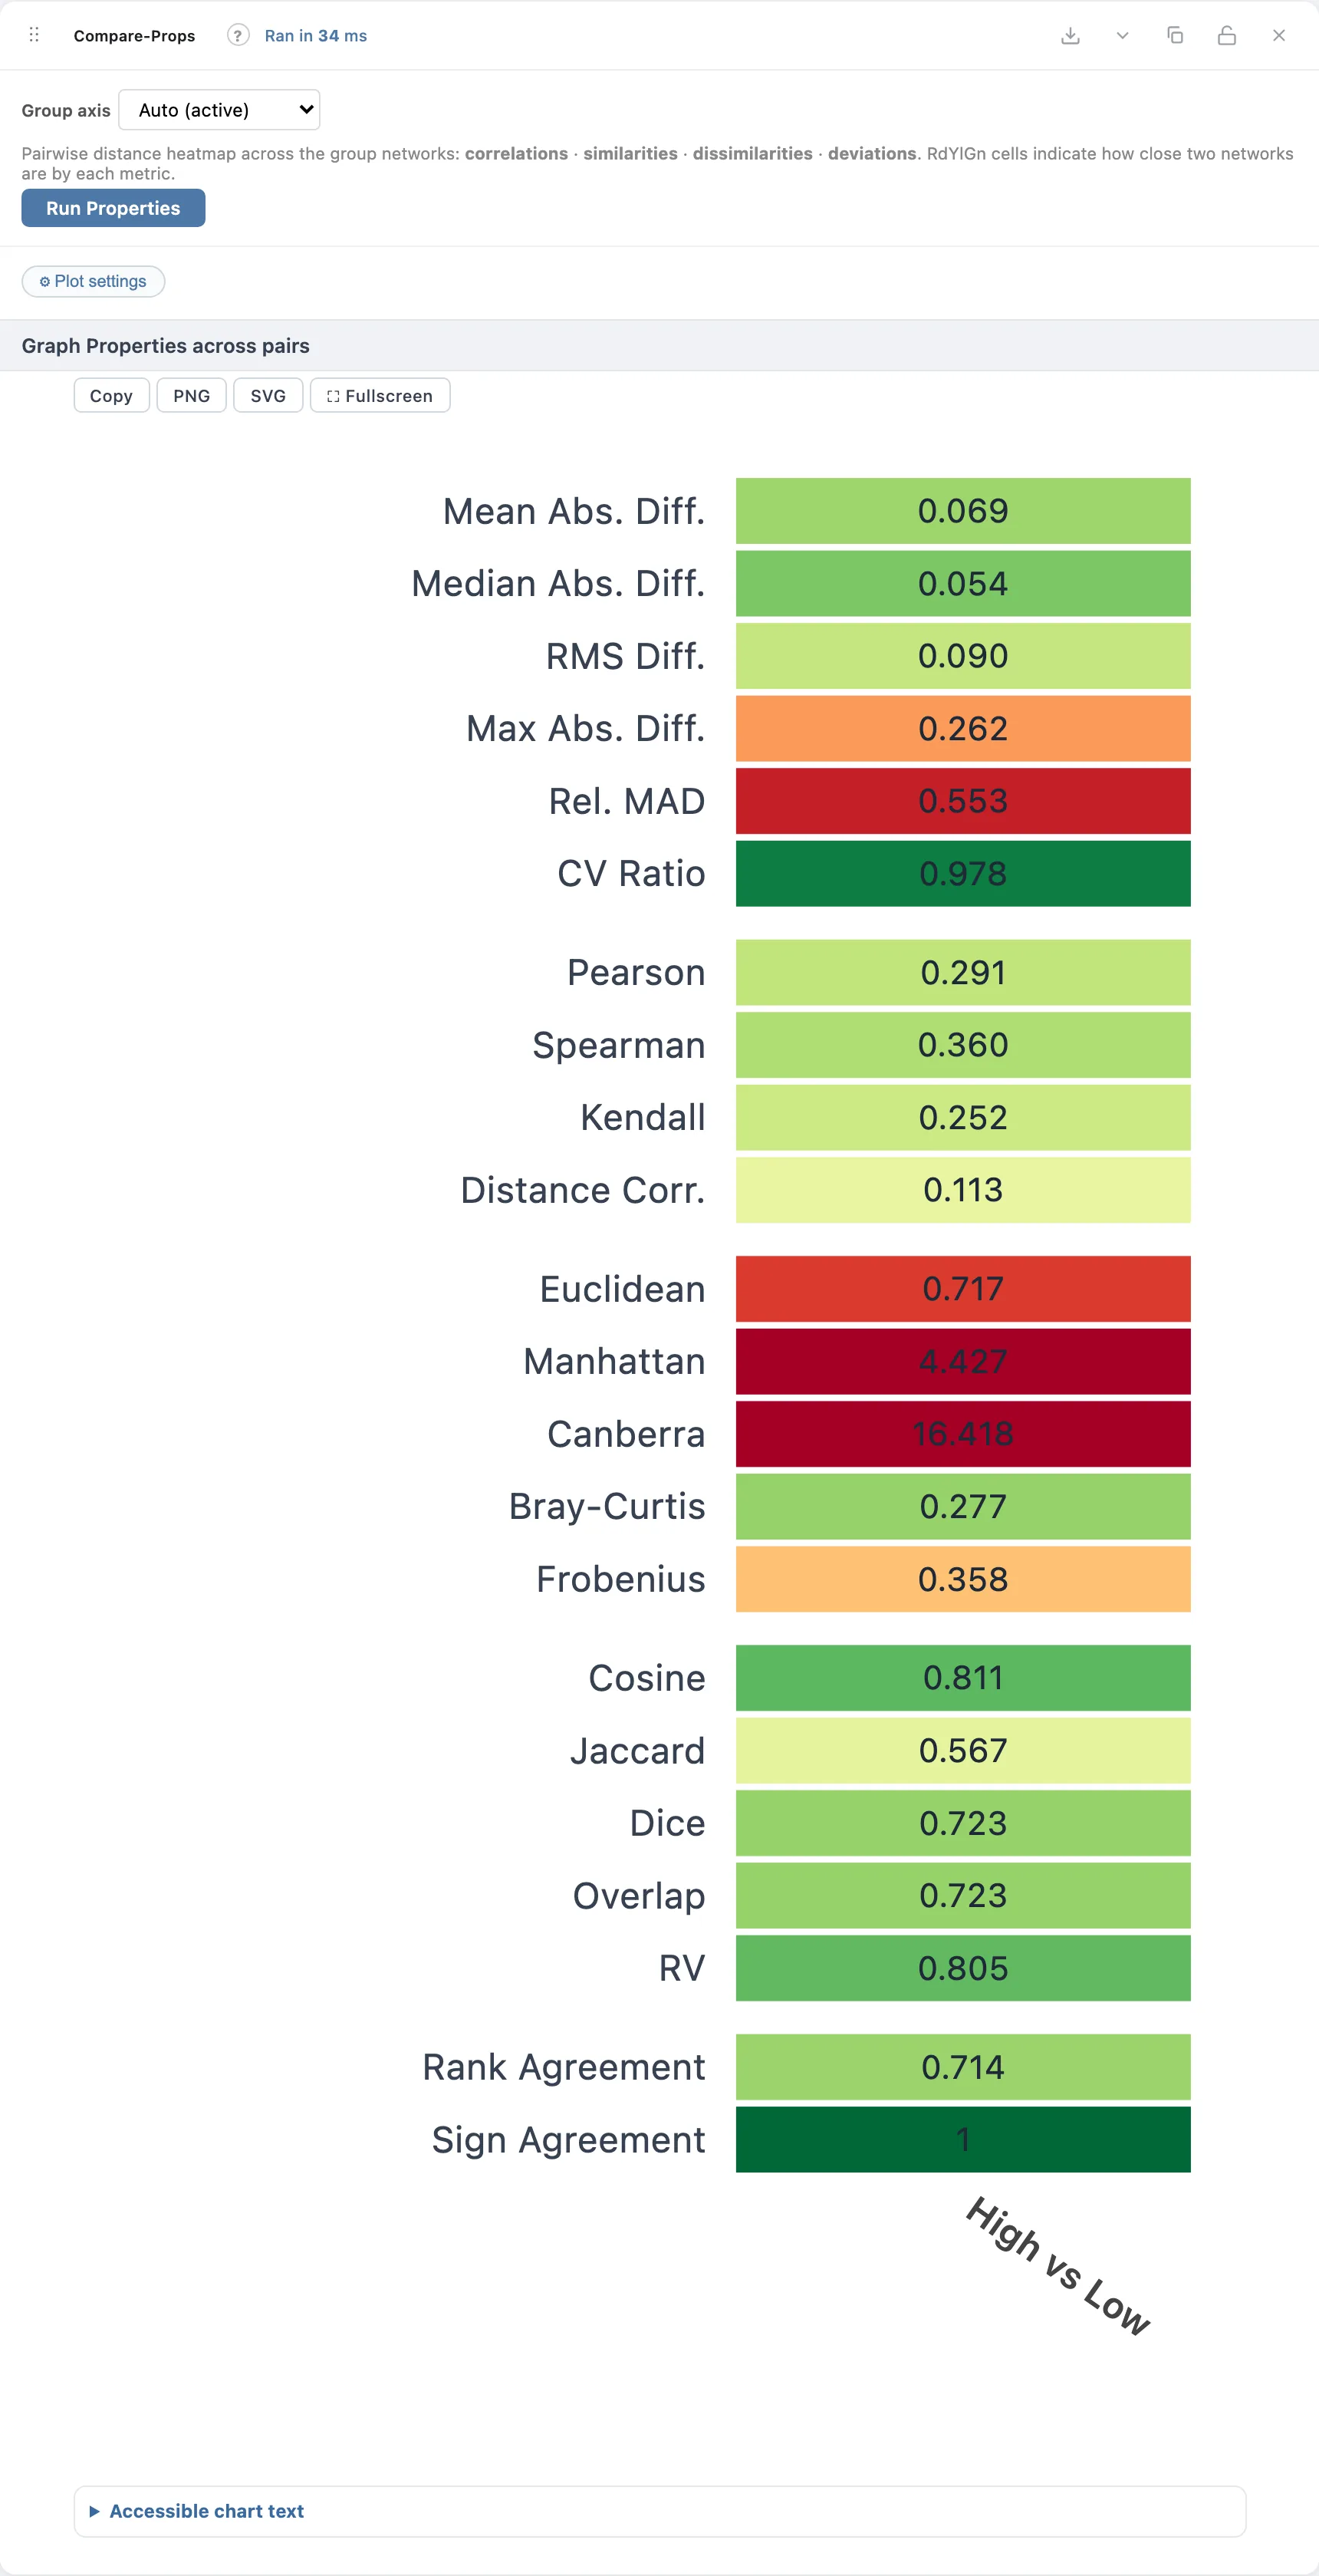 Compare-Props ? Ran in 34 ms
Group axis Auto (active)
Pairwise distance heatmap across the group networks: correlations · similarities · dissimilarities · deviations. RdYlGn cells indicate how close two networks
are by each metric.
Run Properties
Plot settings
Graph Properties across pairs
Copy PNG SVG Fullscreen
Mean Abs. Diff. 0.069
Median Abs. Diff. 0.054
RMS Diff. 0.090
Max Abs. Diff. 0.262
Rel. MAD 0.553
CV Ratio 0.978
Pearson 0.291
Spearman 0.360
Kendall 0.252
Distance Corr. 0.113
Euclidean 0.717
Manhattan 4.427
Canberra 16.418
Bray-Curtis 0.277
Frobenius 0.358
Cosine 0.811
Jaccard 0.567
Dice 0.723
Overlap 0.723
RV 0.805
Rank Agreement 0.714
Sign Agreement 1
High vs Low
Accessible chart text